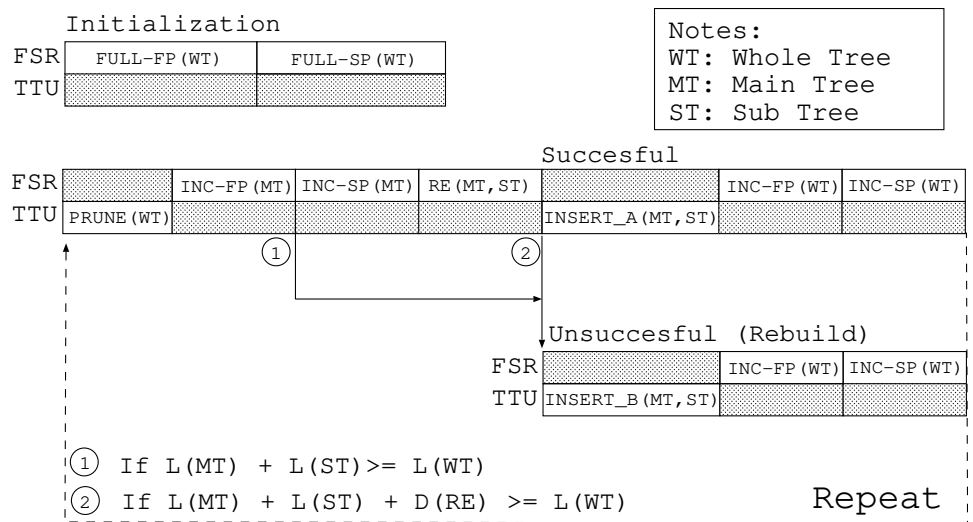 Initialization
FSR FULL-FP(WT) FULL-SP(WT)
TTU
Notes:
WT: Whole Tree
MT: Main Tree
ST: Sub Tree
Succesful
FSR INC-FP(MT) INC-SP(MT) RE(MT,ST) INC-FP(WT) INC-SP(WT)
TTU PRUNE(WT) INSERT_A(MT,ST)
1 2
Unsuccesful (Rebuild)
FSR INC-FP(WT) INC-SP(WT)
TTU INSERT_B(MT,ST)
1 If L(MT) + L(ST)>= L(WT)
2 If L(MT) + L(ST) + D(RE) >= L(WT)
Repeat